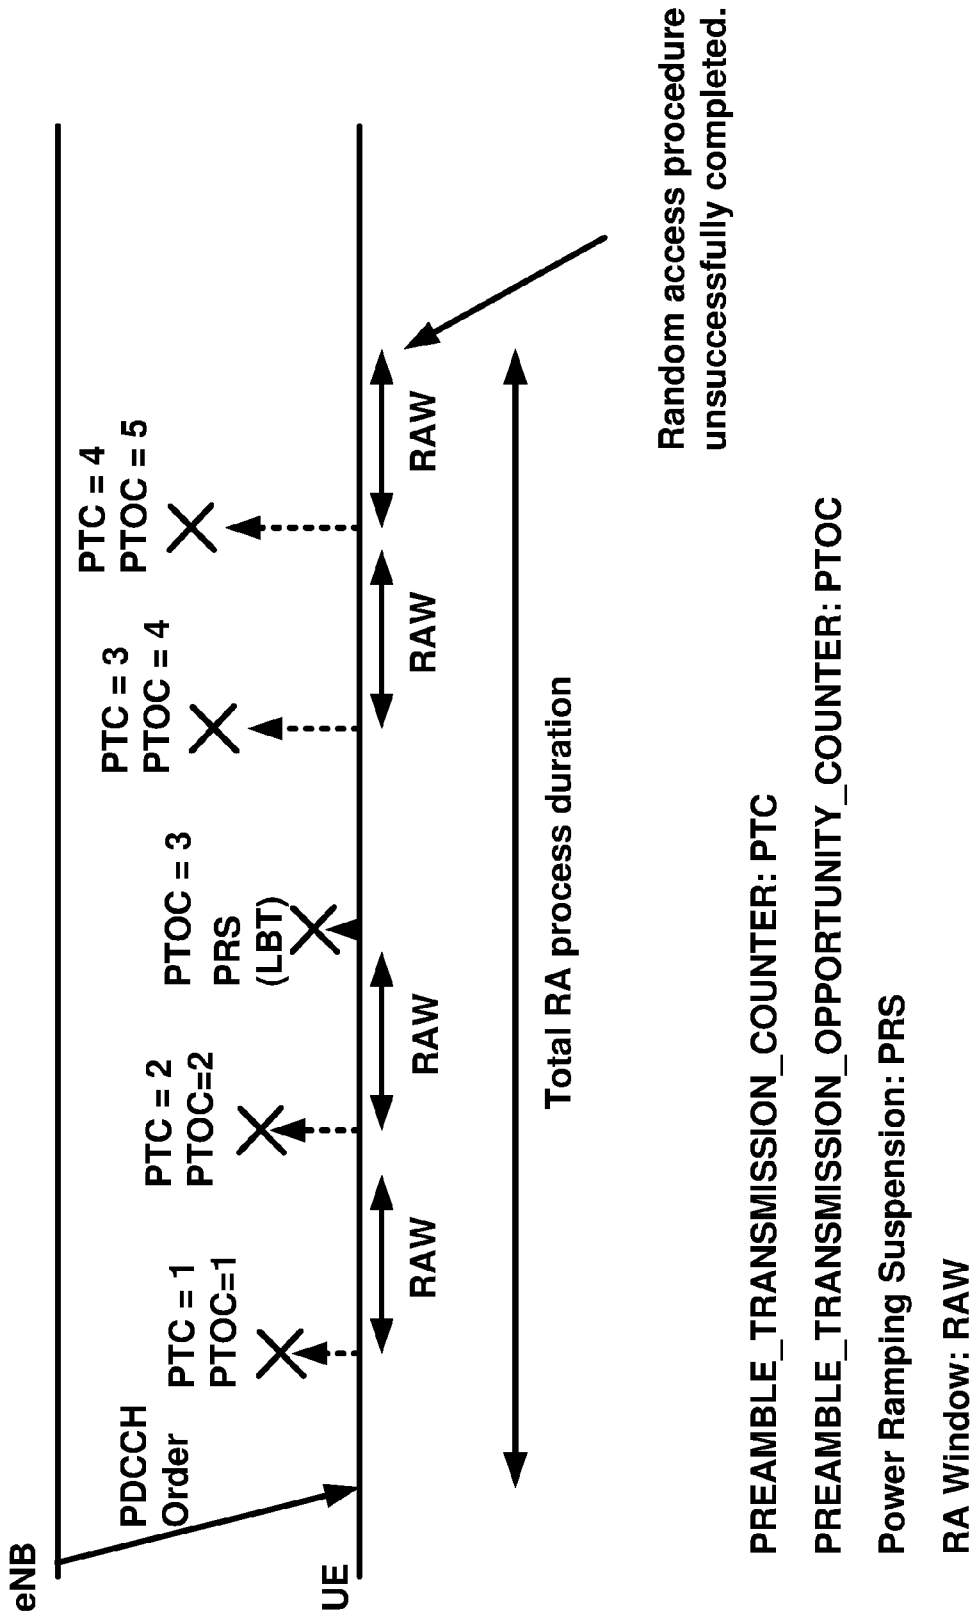 eNB
PDCCH
Order
PTC = 1
PTOC=1
PTC = 2
PTOC=2
PTOC = 3
PRS
(LBT)
PTC = 3
PTOC = 4
PTC = 4
PTOC = 5
UE
RAW
RAW
RAW
RAW
Total RA process duration
Random access procedure
unsuccessfully completed.
PREAMBLE_TRANSMISSION_COUNTER: PTC
PREAMBLE_TRANSMISSION_OPPORTUNITY_COUNTER: PTOC
Power Ramping Suspension: PRS
RA Window: RAW